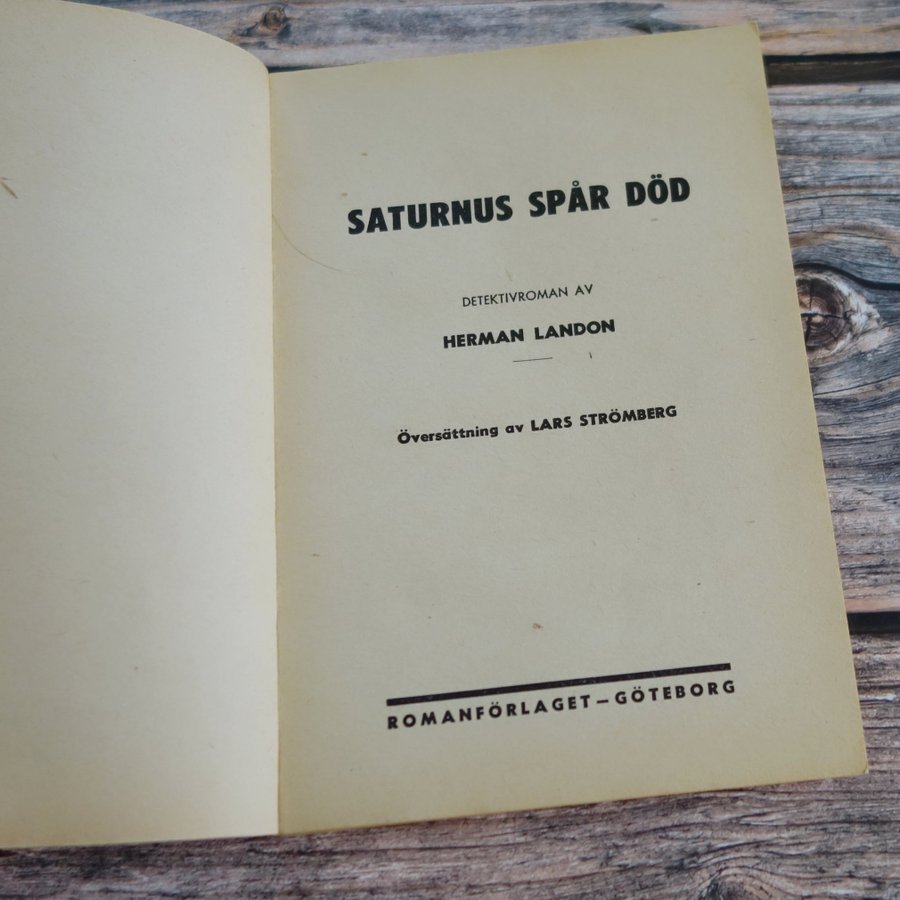 SATURNUS SPÅR DÖD
DETEKTIVROMAN AV
HERMAN LANDON
Översättning av LARS STRÖMBERG
ROMANFÖRLAGET — GÖTEBORG